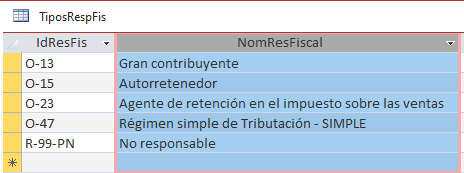 TiposRespFis
IdResFis NomResFiscal
O-13 Gran contribuyente
O-15 Autorretenedor
O-23 Agente de retención en el impuesto sobre las ventas
O-47 Régimen simple de Tributación - SIMPLE
R-99-PN No responsable